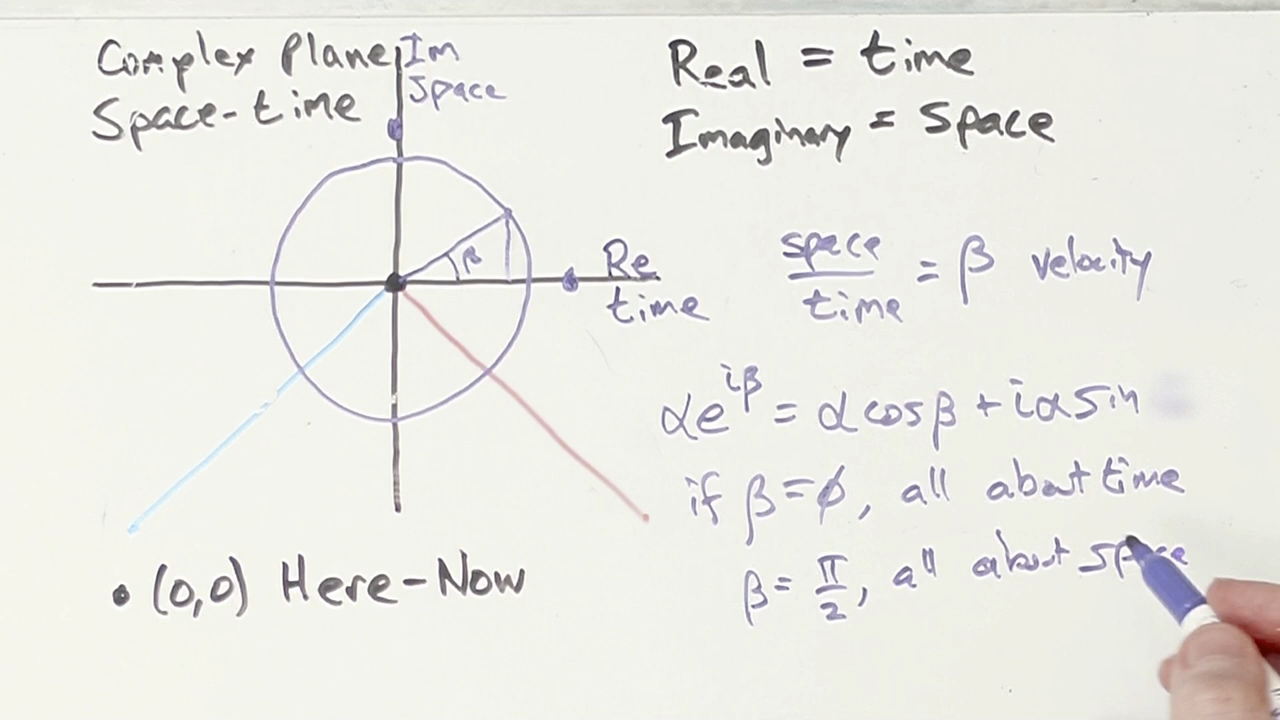 Complex Plane
Space-time
Im
Space
Re
time
β
• (0,0) Here-Now
Real = time
Imaginary = Space
space
time
= β velocity
αe^iβ = α cosβ + iα sin
if β = ϕ, all about time
β = π/2, all about space